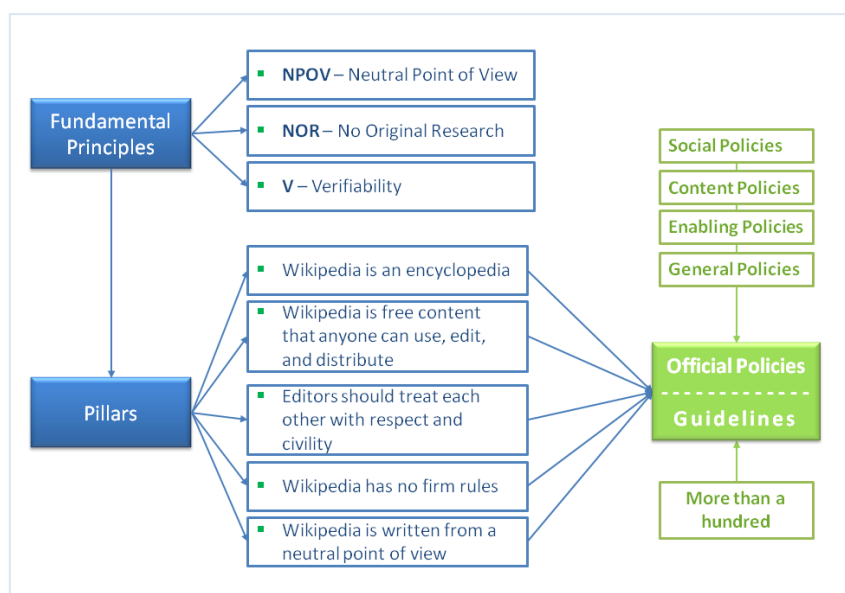 Fundamental
Principles
NPOV – Neutral Point of View
NOR – No Original Research
V – Verifiability
Pillars
Wikipedia is an encyclopedia
Wikipedia is free content
that anyone can use, edit,
and distribute
Editors should treat each
other with respect and
civility
Wikipedia has no firm rules
Wikipedia is written from a
neutral point of view
Social Policies
Content Policies
Enabling Policies
General Policies
Official Policies
Guidelines
More than a
hundred